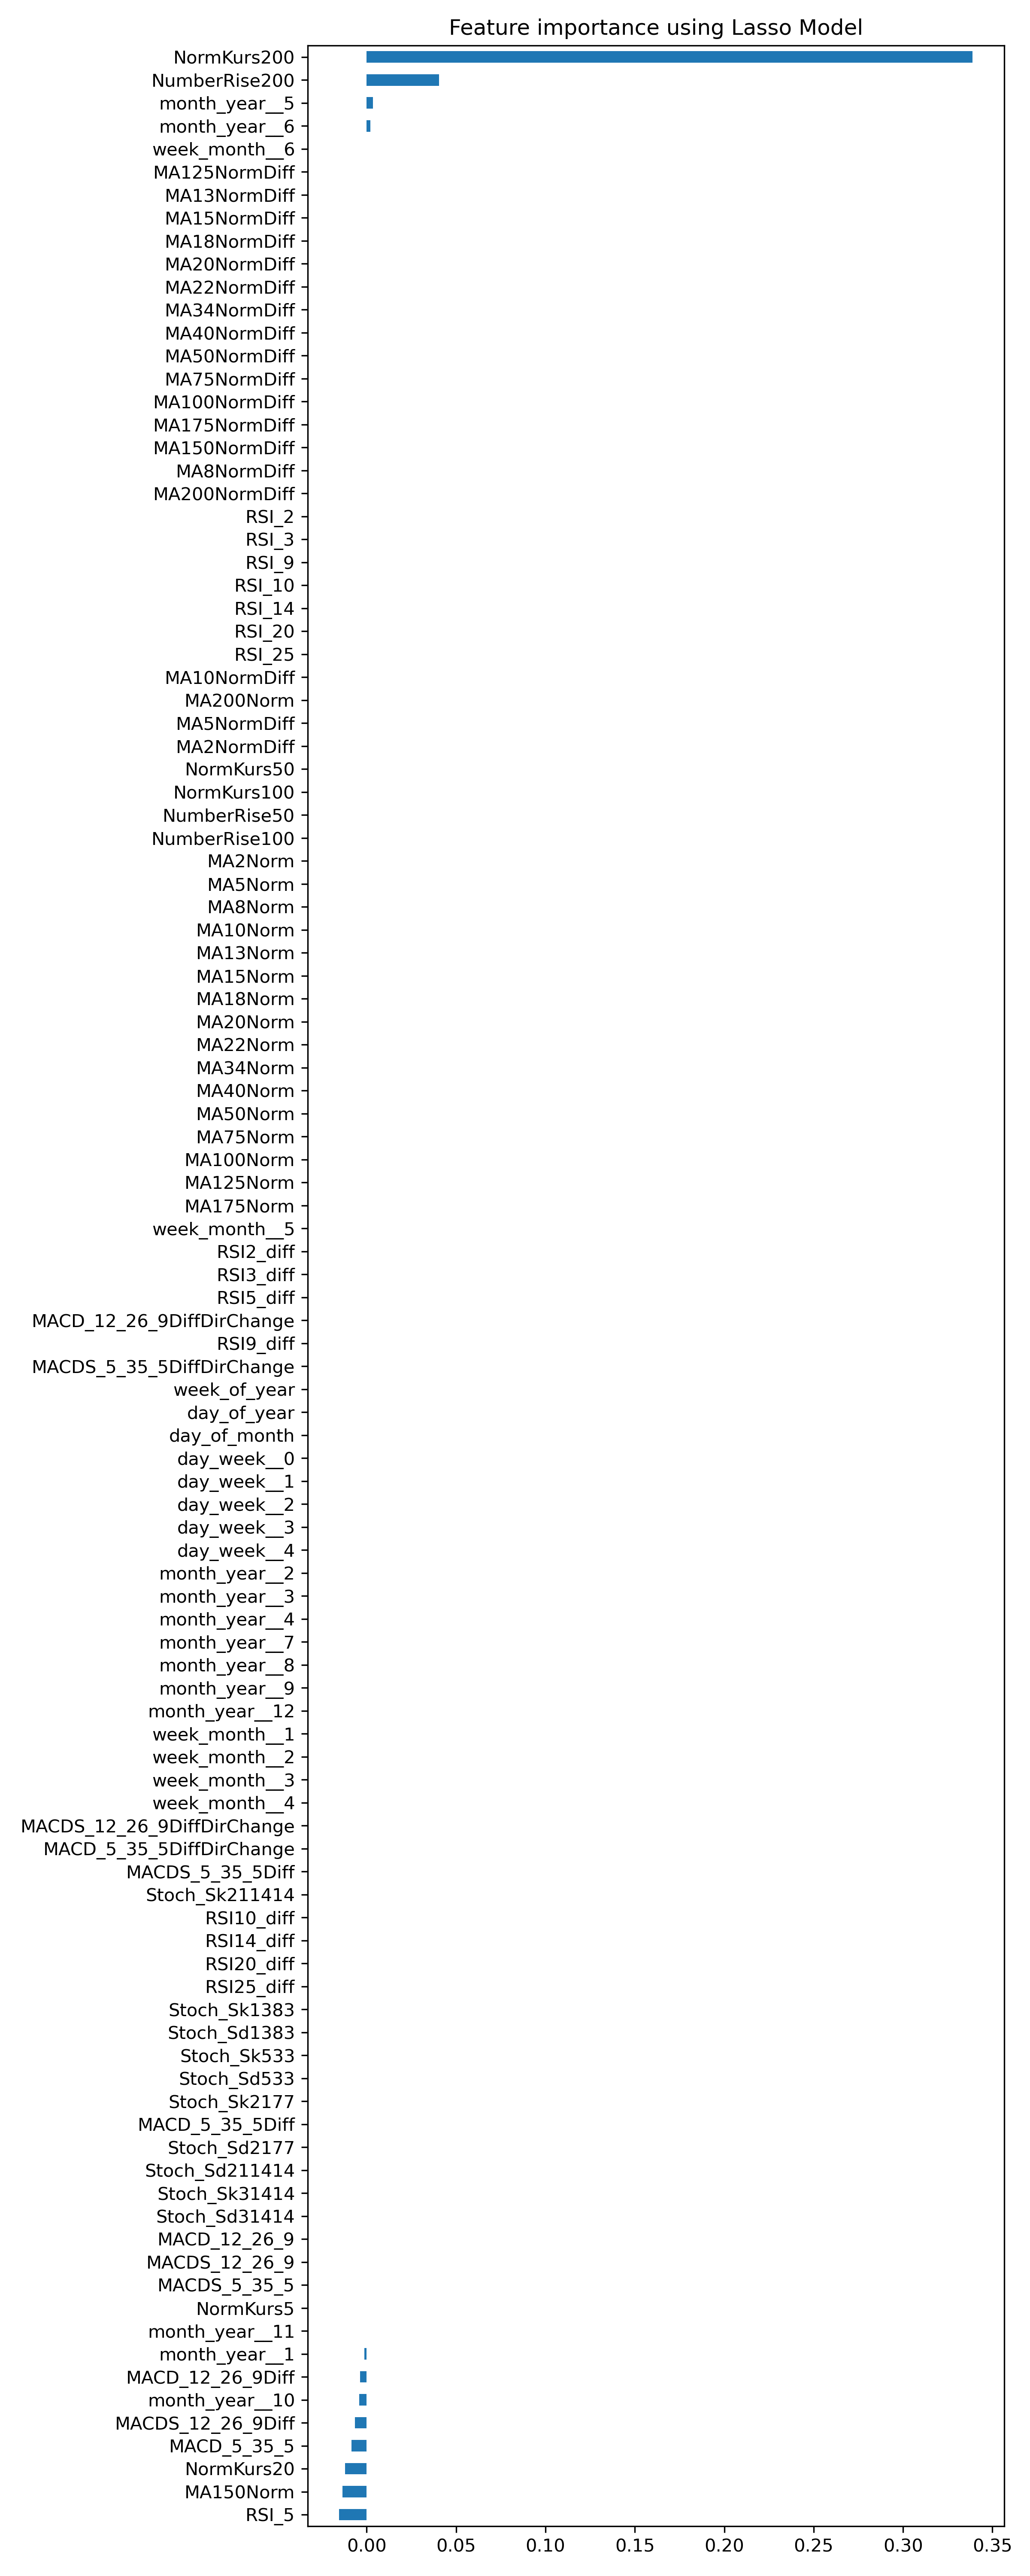 Feature importance using Lasso Model
NormKurs200
NumberRise200
month_year__5
month_year__6
week_month__6
MA125NormDiff
MA13NormDiff
MA15NormDiff
MA18NormDiff
MA20NormDiff
MA22NormDiff
MA34NormDiff
MA40NormDiff
MA50NormDiff
MA75NormDiff
MA100NormDiff
MA175NormDiff
MA150NormDiff
MA8NormDiff
MA200NormDiff
RSI_2
RSI_3
RSI_9
RSI_10
RSI_14
RSI_20
RSI_25
MA10NormDiff
MA200Norm
MA5NormDiff
MA2NormDiff
NormKurs50
NormKurs100
NumberRise50
NumberRise100
MA2Norm
MA5Norm
MA8Norm
MA10Norm
MA13Norm
MA15Norm
MA18Norm
MA20Norm
MA22Norm
MA34Norm
MA40Norm
MA50Norm
MA75Norm
MA100Norm
MA125Norm
MA175Norm
week_month__5
RSI2_diff
RSI3_diff
RSI5_diff
MACD_12_26_9DiffDirChange
RSI9_diff
MACDS_5_35_5DiffDirChange
week_of_year
day_of_year
day_of_month
day_week__0
day_week__1
day_week__2
day_week__3
day_week__4
month_year__2
month_year__3
month_year__4
month_year__7
month_year__8
month_year__9
month_year__12
week_month__1
week_month__2
week_month__3
week_month__4
MACDS_12_26_9DiffDirChange
MACD_5_35_5DiffDirChange
MACDS_5_35_5Diff
Stoch_Sk211414
RSI10_diff
RSI14_diff
RSI20_diff
RSI25_diff
Stoch_Sk1383
Stoch_Sd1383
Stoch_Sk533
Stoch_Sd533
Stoch_Sk2177
MACD_5_35_5Diff
Stoch_Sd2177
Stoch_Sd211414
Stoch_Sk31414
Stoch_Sd31414
MACD_12_26_9
MACDS_12_26_9
MACDS_5_35_5
NormKurs5
month_year__11
month_year__1
MACD_12_26_9Diff
month_year__10
MACDS_12_26_9Diff
MACD_5_35_5
NormKurs20
MA150Norm
RSI_5
0.00 0.05 0.10 0.15 0.20 0.25 0.30 0.35